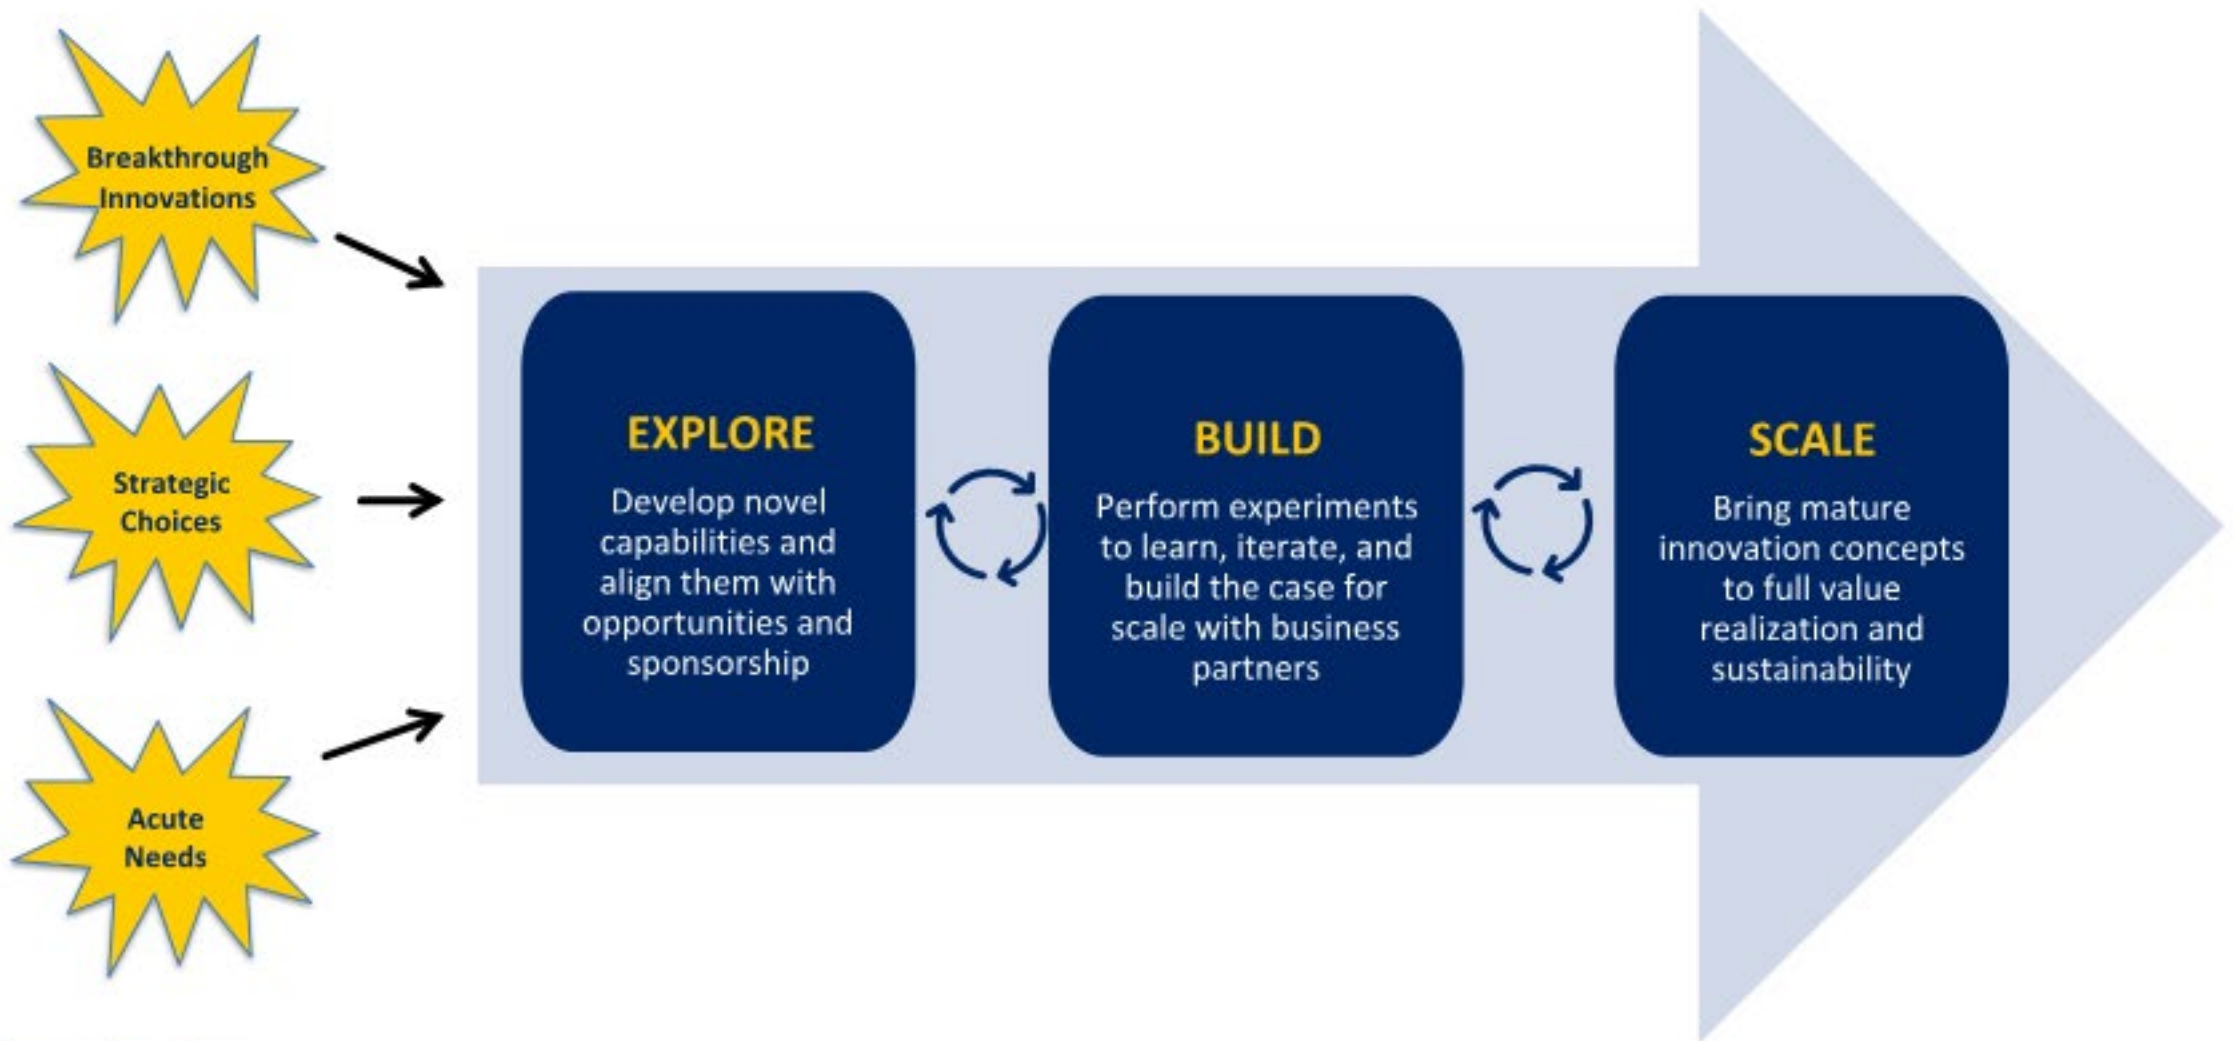 Breakthrough
Innovations
Strategic
Choices
Acute
Needs
EXPLORE
Develop novel
capabilities and
align them with
opportunities and
sponsorship
BUILD
Perform experiments
to learn, iterate, and
build the case for
scale with business
partners
SCALE
Bring mature
innovation concepts
to full value
realization and
sustainability